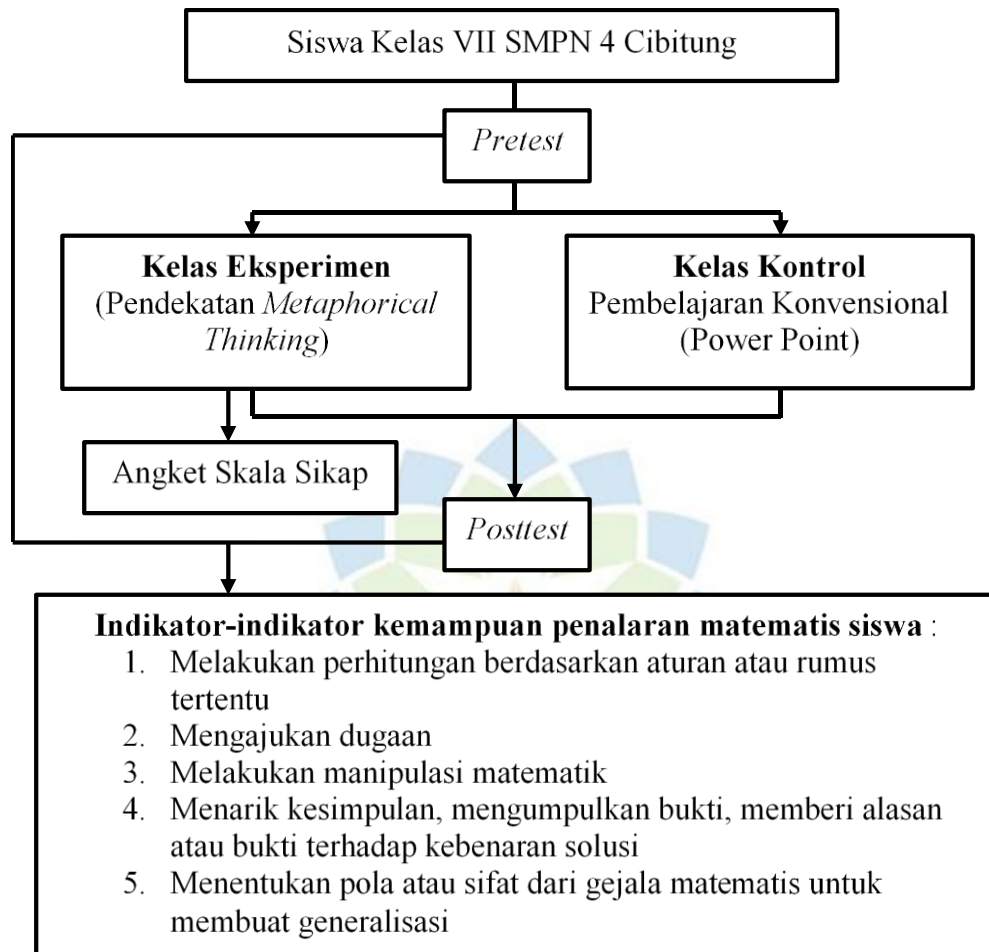 Siswa Kelas VII SMPN 4 Cibitung
Pretest
Kelas Eksperimen
(Pendekatan Metaphorical
Thinking)
Kelas Kontrol
Pembelajaran Konvensional
(Power Point)
Angket Skala Sikap
Posttest
Indikator-indikator kemampuan penalaran matematis siswa :
1. Melakukan perhitungan berdasarkan aturan atau rumus
tertentu
2. Mengajukan dugaan
3. Melakukan manipulasi matematik
4. Menarik kesimpulan, mengumpulkan bukti, memberi alasan
atau bukti terhadap kebenaran solusi
5. Menentukan pola atau sifat dari gejala matematis untuk
membuat generalisasi